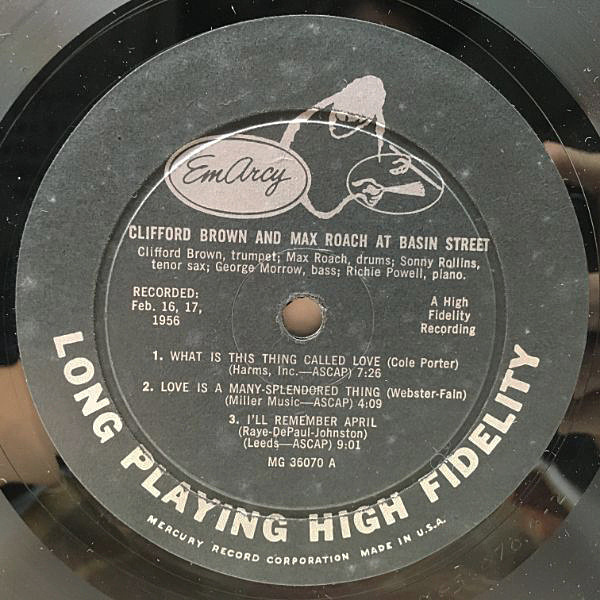 EmArcy
CLIFFORD BROWN AND MAX ROACH AT BASIN STREET
Clifford Brown, trumpet; Max Roach, drums; Sonny Rollins,
tenor sax; George Morrow, bass; Richie Powell, piano.
RECORDED:
Feb. 16, 17,
1956
A High
Fidelity
Recording
1. WHAT IS THIS THING CALLED LOVE (Cole Porter)
(Harms, Inc.—ASCAP) 7:26
2. LOVE IS A MANY-SPLENDORED THING (Webster-Fain)
(Miller Music—ASCAP) 4:09
3. I'LL REMEMBER APRIL
(Raye-DePaul-Johnston)
(Leeds—ASCAP) 9:01
MG 36070 A
LONG PLAYING HIGH FIDELITY
MERCURY RECORD CORPORATION MADE IN U.S.A.